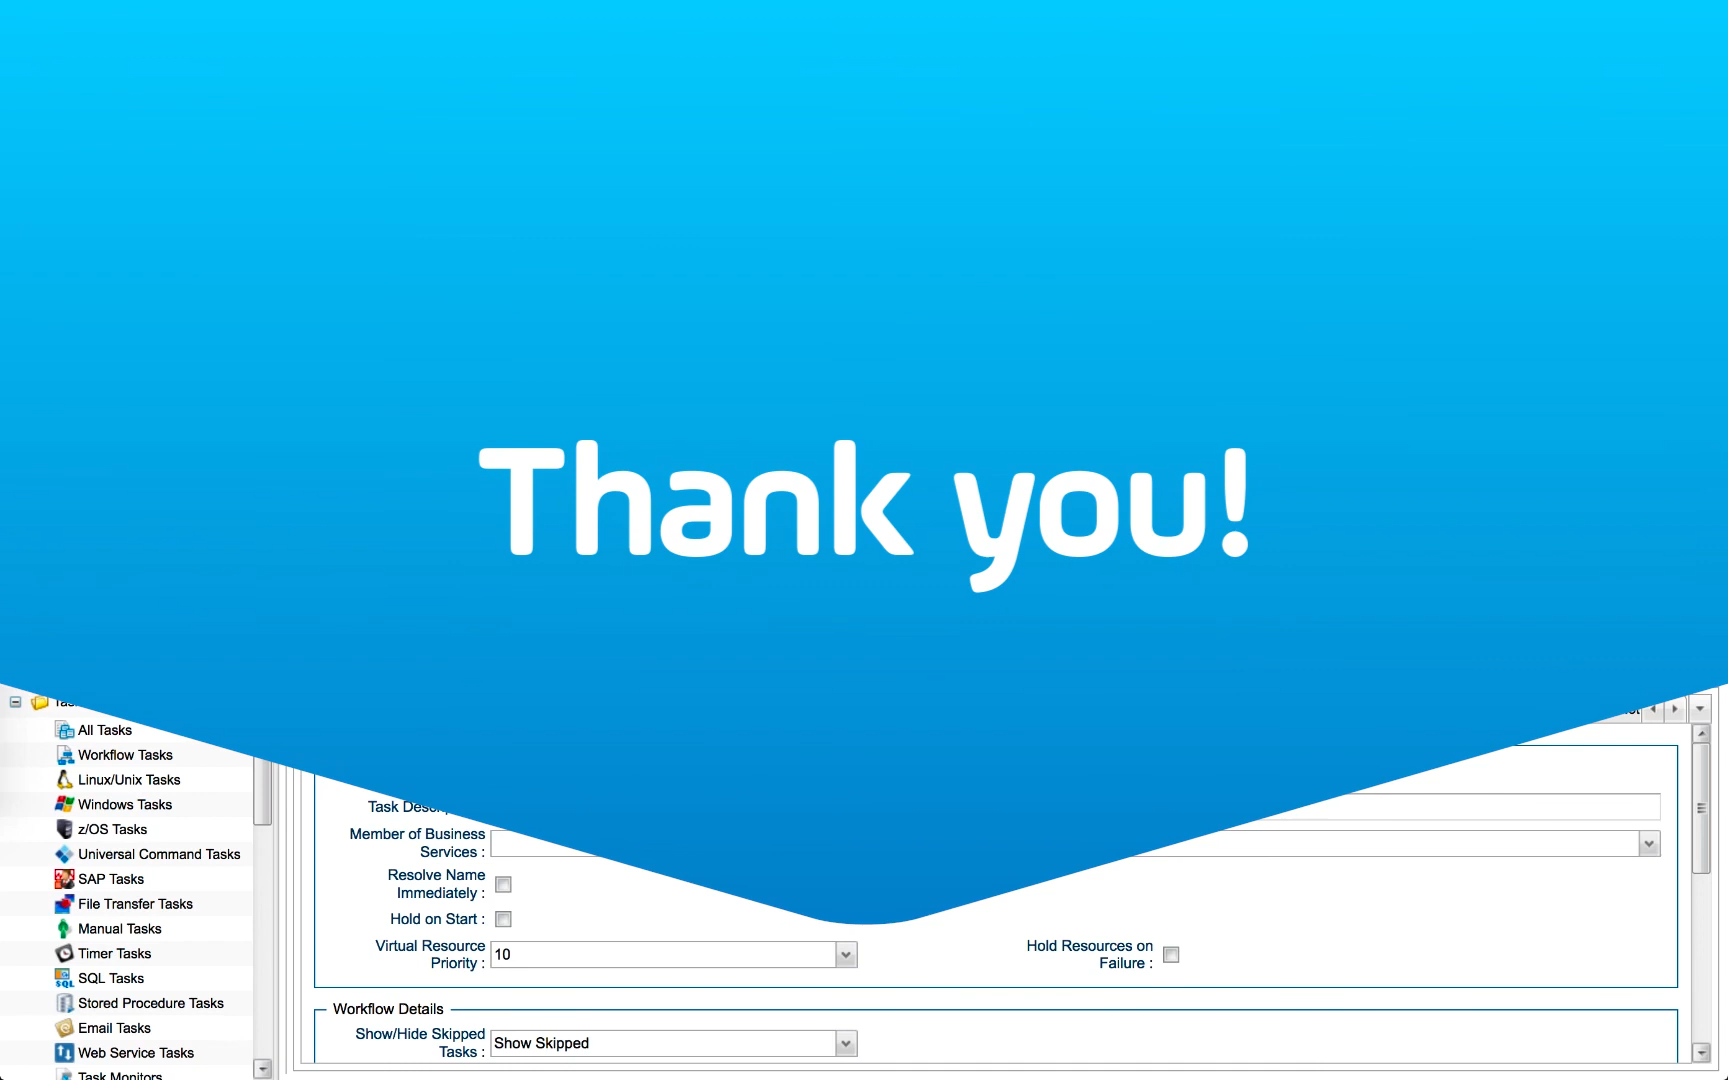 Thank you!
All Tasks
Workflow Tasks
Linux/Unix Tasks
Windows Tasks
z/OS Tasks
Universal Command Tasks
SAP Tasks
File Transfer Tasks
Manual Tasks
Timer Tasks
SQL Tasks
Stored Procedure Tasks
Email Tasks
Web Service Tasks
Task Monitors
Task
Member of Business
Services :
Resolve Name
Immediately :
Hold on Start :
Virtual Resource
Priority :
10
Hold Resources on
Failure :
Workflow Details
Show/Hide Skipped
Tasks :
Show Skipped